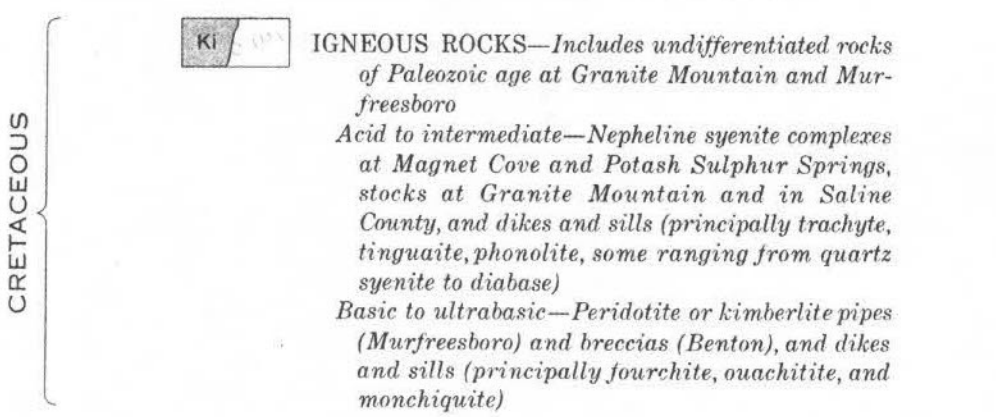 CRETACEOUS
Ki
IGNEOUS ROCKS—Includes undifferentiated rocks
of Paleozoic age at Granite Mountain and Mur-
freesboro
Acid to intermediate—Nepheline syenite complexes
at Magnet Cove and Potash Sulphur Springs,
stocks at Granite Mountain and in Saline
County, and dikes and sills (principally trachyte,
tinguaite, phonolite, some ranging from quartz
syenite to diabase)
Basic to ultrabasic—Peridotite or kimberlite pipes
(Murfreesboro) and breccias (Benton), and dikes
and sills (principally fourchite, ouachitite, and
monchiquite)